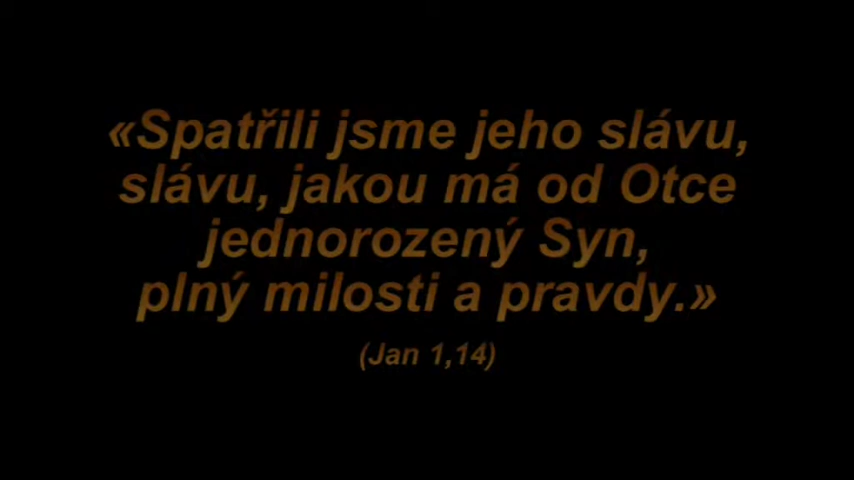 «Spatřili jsme jeho slávu,
slávu, jakou má od Otce
jednorozený Syn,
plný milosti a pravdy.»
(Jan 1,14)